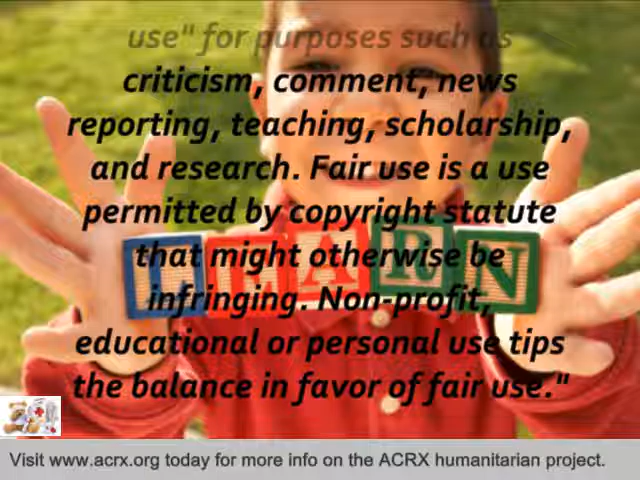 use" for purposes such as
criticism, comment, news
reporting, teaching, scholarship,
and research. Fair use is a use
permitted by copyright statute
that might otherwise be
infringing. Non-profit,
educational or personal use tips
the balance in favor of fair use."
LEARN
Visit www.acrx.org today for more info on the ACRX humanitarian project.